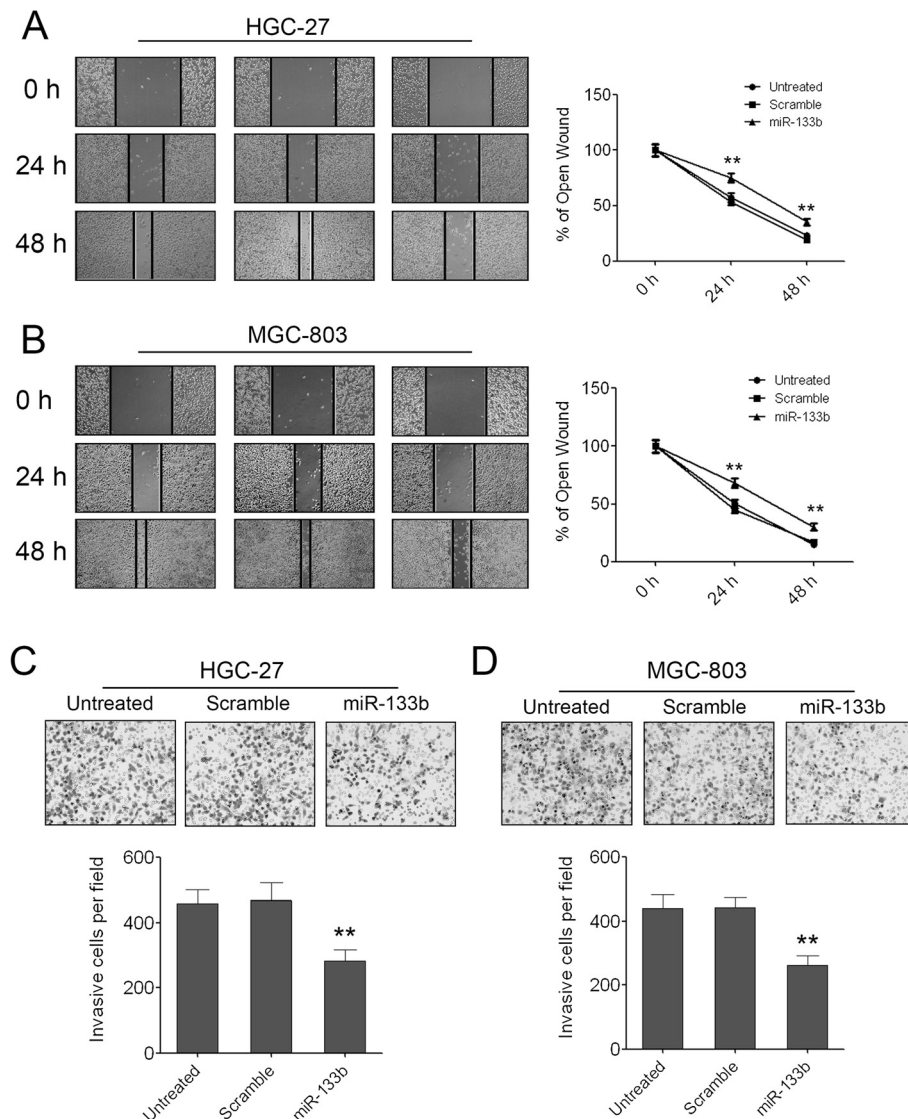 A
HGC-27
0 h
24 h
48 h
Untreated
Scramble
miR-133b
% of Open Wound
150
100
50
0
**
**
0 h
24 h
48 h
B
MGC-803
0 h
24 h
48 h
Untreated
Scramble
miR-133b
% of Open Wound
150
100
50
0
**
**
0 h
24 h
48 h
C
HGC-27
Untreated Scramble miR-133b
Invasive cells per field
600
400
200
0
**
Untreated
Scramble
miR-133b
D
MGC-803
Untreated Scramble miR-133b
Invasive cells per field
600
400
200
0
**
Untreated
Scramble
miR-133b